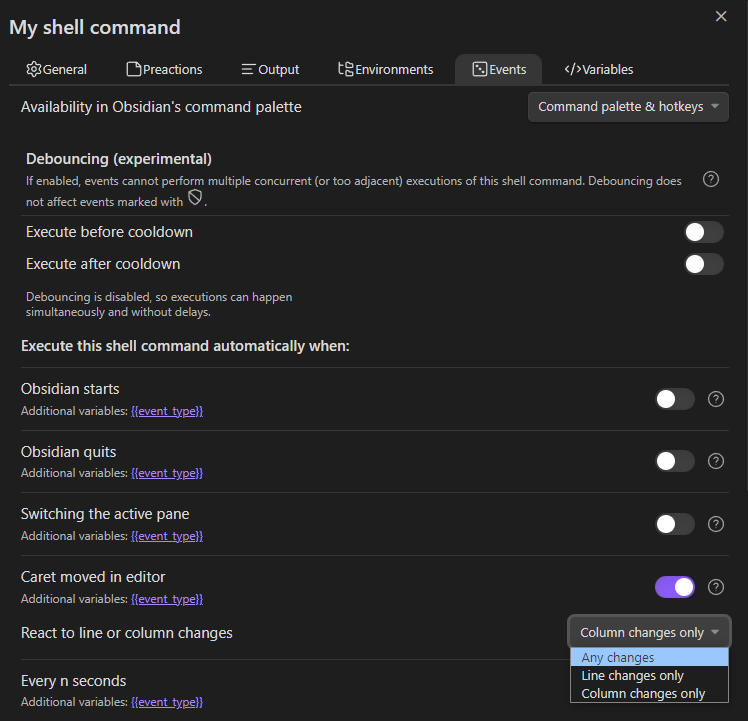 My shell command
General
Preactions
Output
Environments
Events
</>Variables
Availability in Obsidian's command palette
Command palette & hotkeys
Debouncing (experimental)
If enabled, events cannot perform multiple concurrent (or too adjacent) executions of this shell command. Debouncing does
not affect events marked with .
Execute before cooldown
Execute after cooldown
Debouncing is disabled, so executions can happen
simultaneously and without delays.
Execute this shell command automatically when:
Obsidian starts
Additional variables: {{event_type}}
Obsidian quits
Additional variables: {{event_type}}
Switching the active pane
Additional variables: {{event_type}}
Caret moved in editor
Additional variables: {{event_type}}
React to line or column changes
Column changes only
Any changes
Line changes only
Column changes only
Every n seconds
Additional variables: {{event_type}}